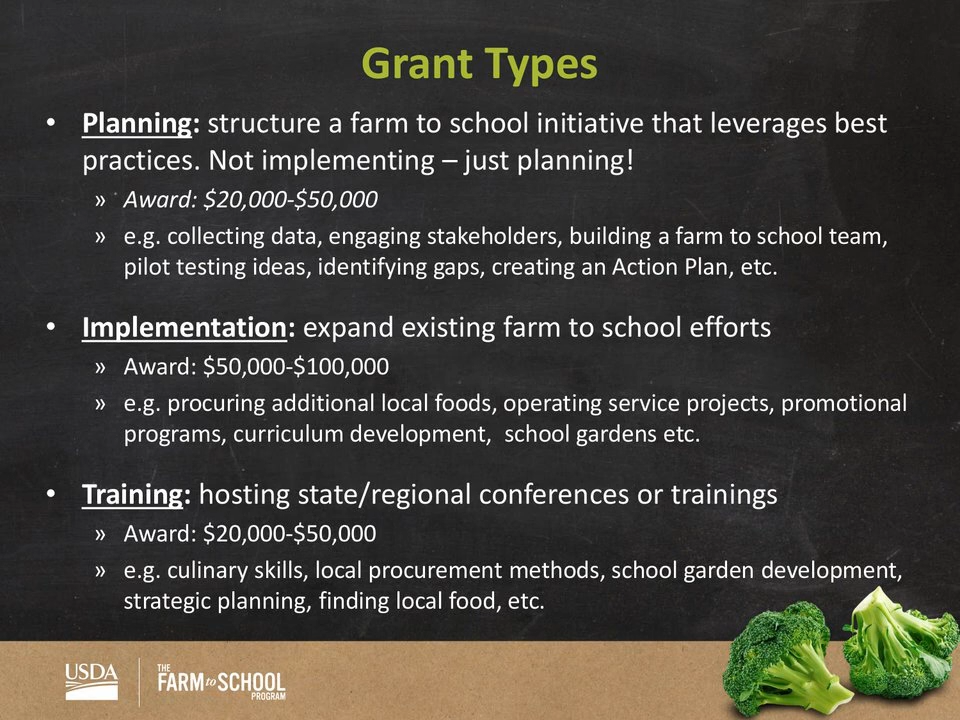 Grant Types
• Planning: structure a farm to school initiative that leverages best
practices. Not implementing – just planning!
» Award: $20,000-$50,000
» e.g. collecting data, engaging stakeholders, building a farm to school team,
pilot testing ideas, identifying gaps, creating an Action Plan, etc.
• Implementation: expand existing farm to school efforts
» Award: $50,000-$100,000
» e.g. procuring additional local foods, operating service projects, promotional
programs, curriculum development,  school gardens etc.
• Training: hosting state/regional conferences or trainings
» Award: $20,000-$50,000
» e.g. culinary skills, local procurement methods, school garden development,
strategic planning, finding local food, etc.
USDA
THE
FARM to SCHOOL
PROGRAM